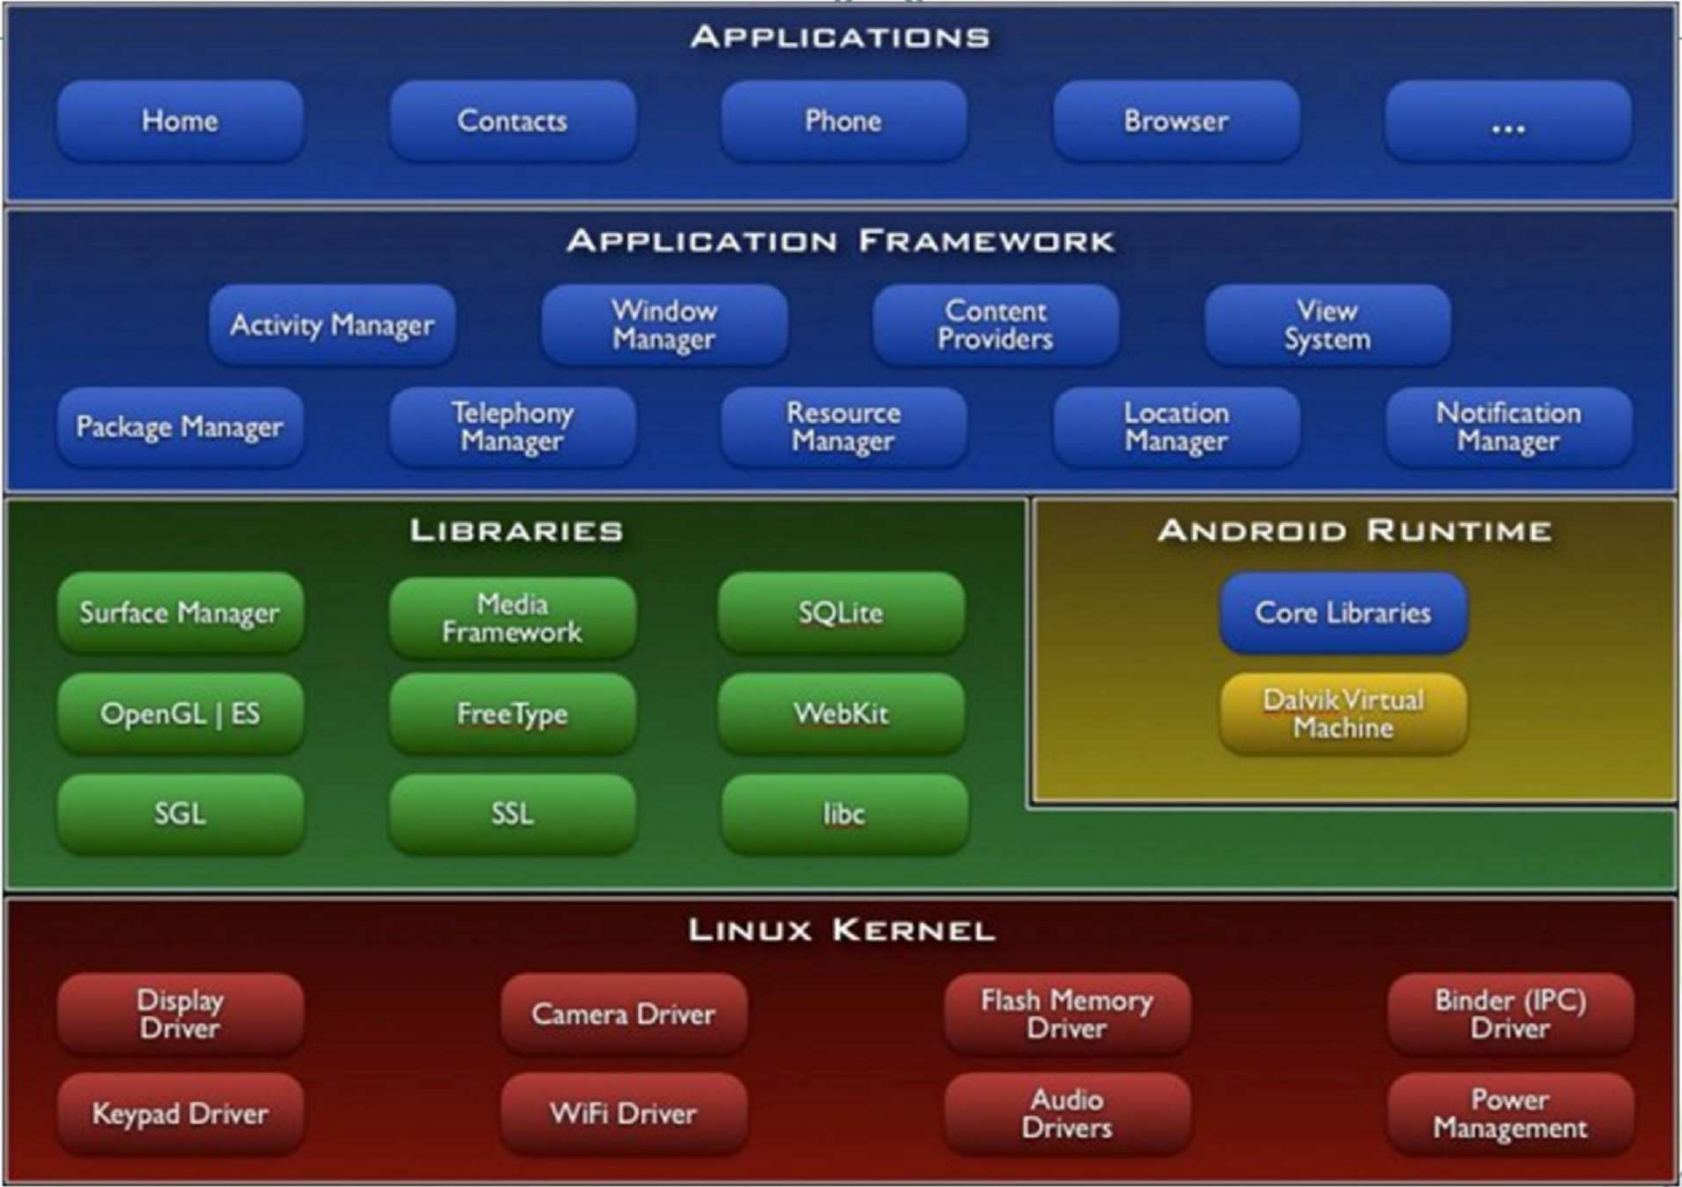 APPLICATIONS
Home
Contacts
Phone
Browser
...
APPLICATION FRAMEWORK
Activity Manager
Window
Manager
Content
Providers
View
System
Package Manager
Telephony
Manager
Resource
Manager
Location
Manager
Notification
Manager
LIBRARIES
Surface Manager
Media
Framework
SQLite
OpenGL | ES
FreeType
WebKit
SGL
SSL
libc
ANDROID RUNTIME
Core Libraries
Dalvik Virtual
Machine
LINUX KERNEL
Display
Driver
Camera Driver
Flash Memory
Driver
Binder (IPC)
Driver
Keypad Driver
WiFi Driver
Audio
Drivers
Power
Management